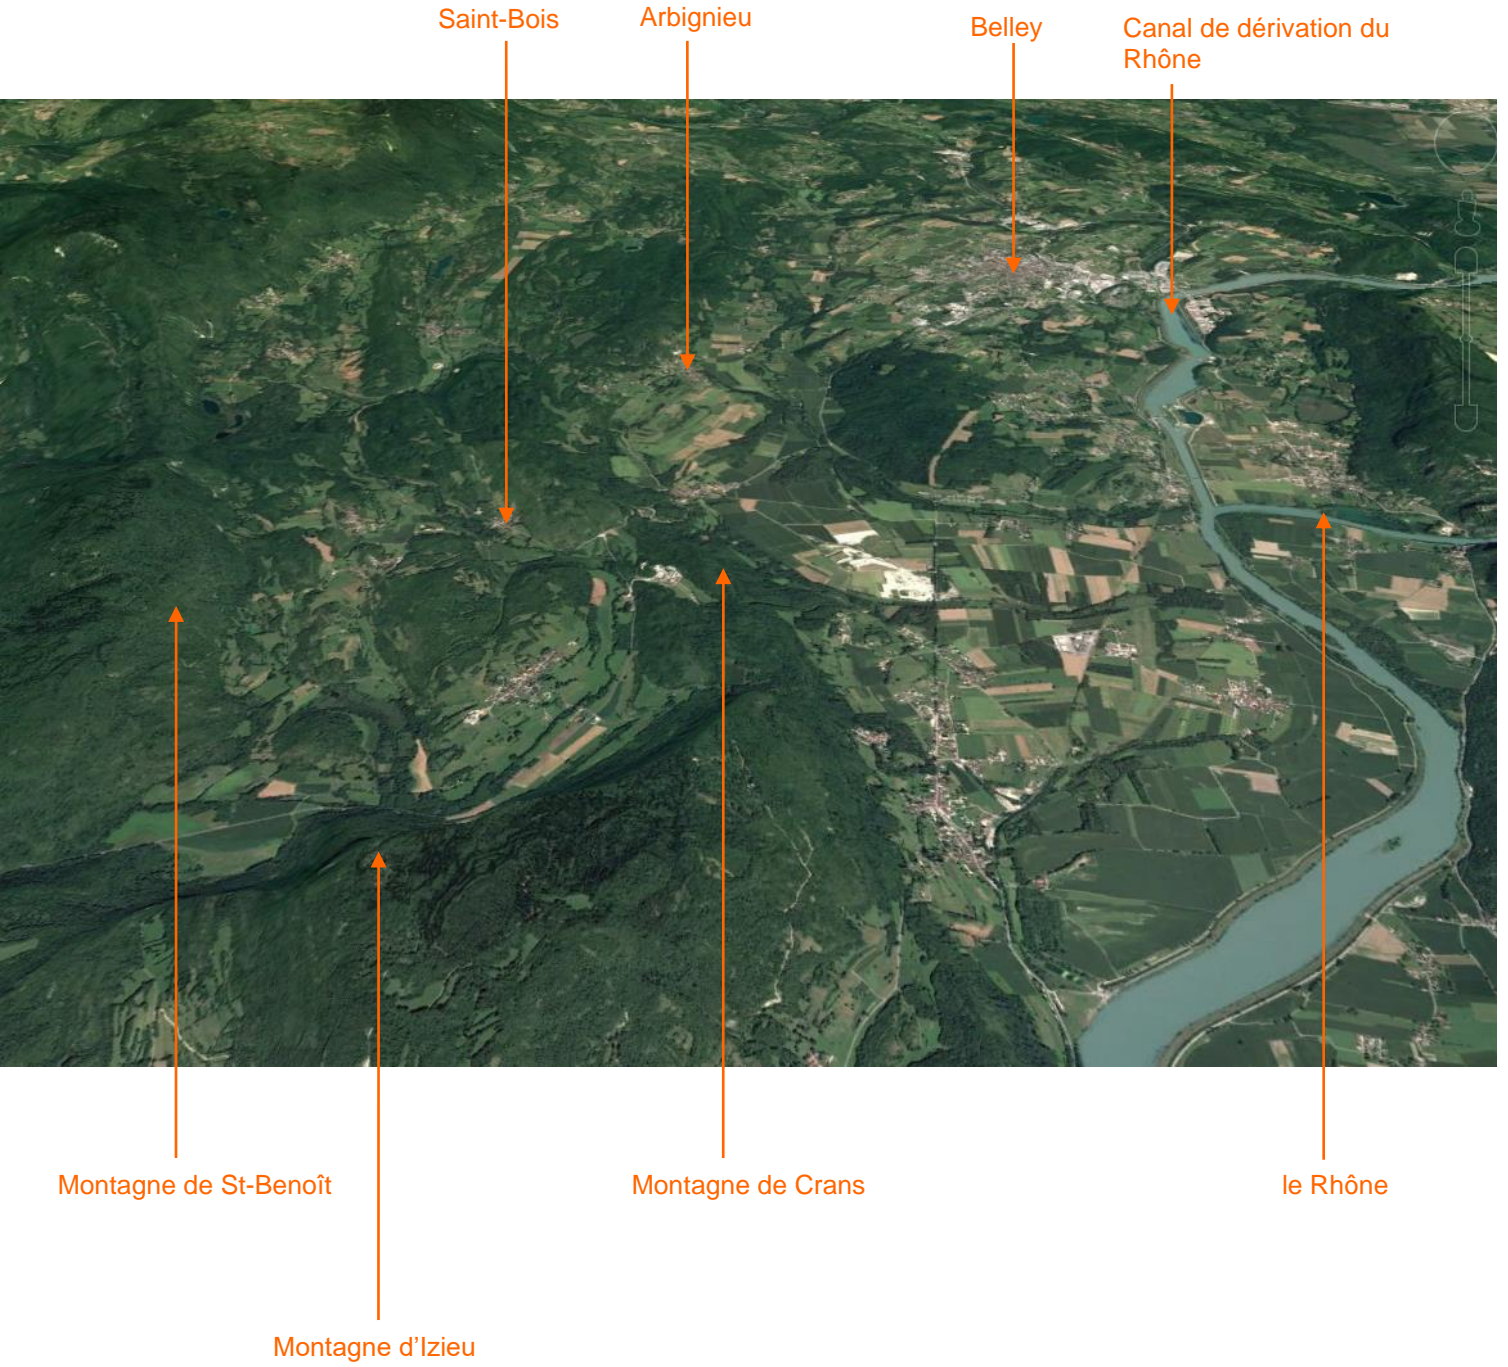 Saint-Bois
Arbignieu
Belley
Canal de dérivation du
Rhône
Montagne de St-Benoît
Montagne de Crans
le Rhône
Montagne d’Izieu